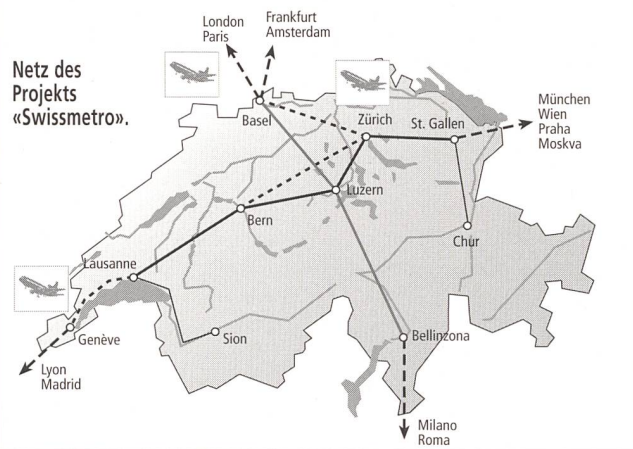 Netz des
Projekts
«Swissmetro».
London
Paris
Frankfurt
Amsterdam
Basel
Zürich
St. Gallen
München
Wien
Praha
Moskva
Luzern
Bern
Chur
Lausanne
Genève
Sion
Bellinzona
Lyon
Madrid
Milano
Roma